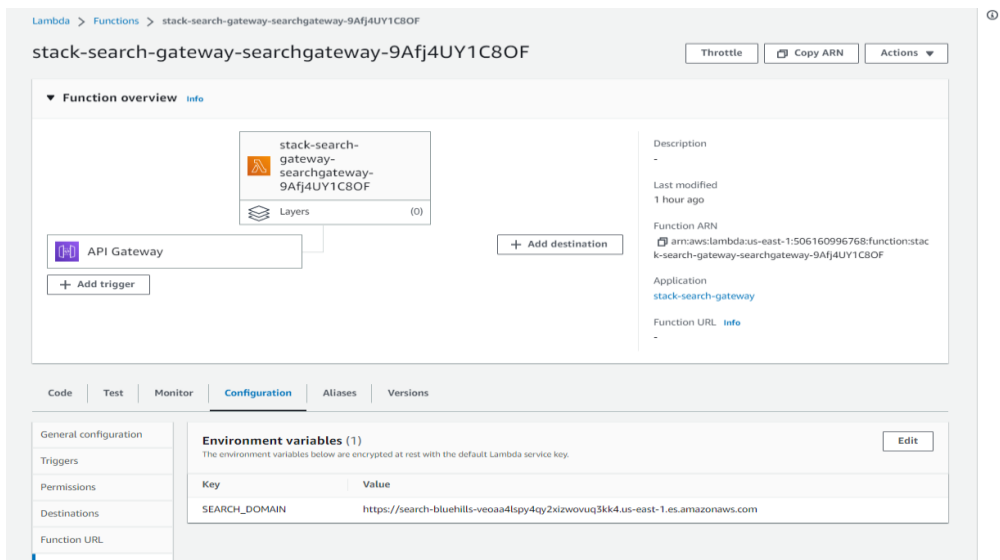 Lambda > Functions > stack-search-gateway-searchgateway-9Afj4UY1C8OF
stack-search-gateway-searchgateway-9Afj4UY1C8OF
Throttle
Copy ARN
Actions ▼
▼ Function overview Info
stack-search-
gateway-
searchgateway-
9Afj4UY1C8OF
Layers (0)
API Gateway
+ Add trigger
+ Add destination
Description
-
Last modified
1 hour ago
Function ARN
arn:aws:lambda:us-east-1:506160996768:function:stac
k-search-gateway-searchgateway-9Afj4UY1C8OF
Application
stack-search-gateway
Function URL Info
-
Code Test Monitor Configuration Aliases Versions
General configuration
Triggers
Permissions
Destinations
Function URL
Environment variables (1)
Edit
The environment variables below are encrypted at rest with the default Lambda service key.
Key Value
SEARCH_DOMAIN https://search-bluehills-veoaa4lspy4qy2xizwovuq3kk4.us-east-1.es.amazonaws.com